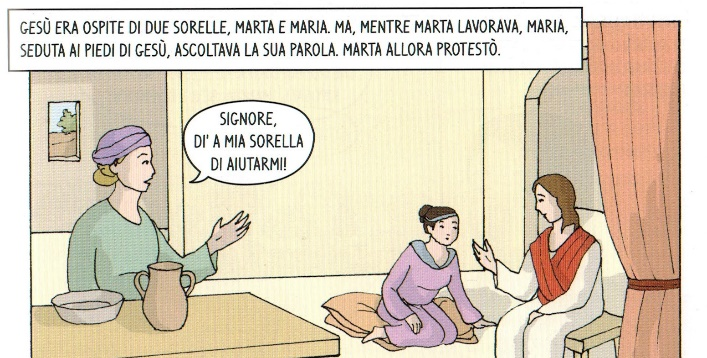 GESÙ ERA OSPITE DI DUE SORELLE, MARTA E MARIA. MA, MENTRE MARTA LAVORAVA, MARIA,
SEDUTA AI PIEDI DI GESÙ, ASCOLTAVA LA SUA PAROLA. MARTA ALLORA PROTESTÒ.
SIGNORE,
DI' A MIA SORELLA
DI AIUTARMI!